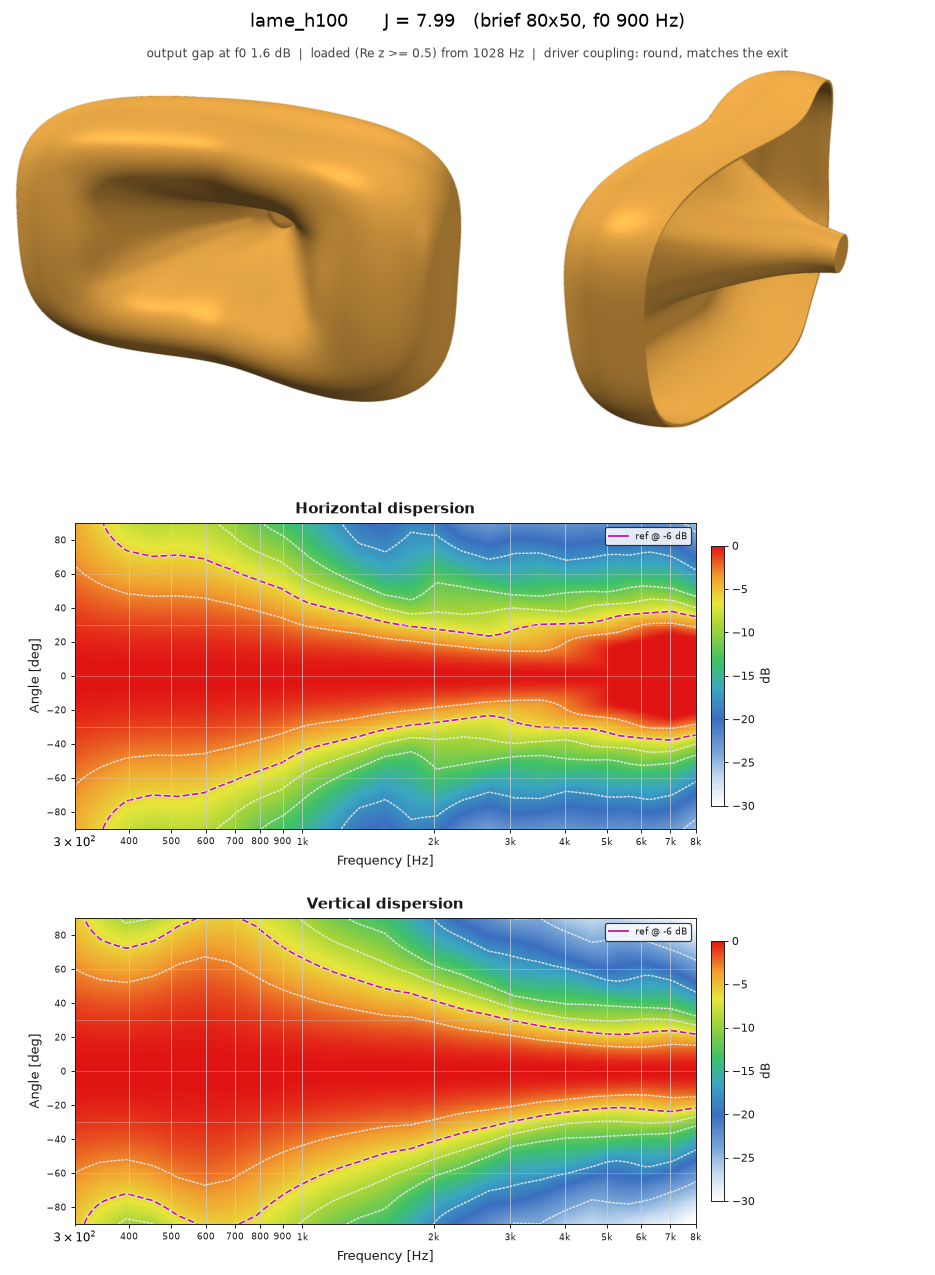 lame_h100 J = 7.99 (brief 80x50, f0 900 Hz)
output gap at f0 1.6 dB | loaded (Re z >= 0.5) from 1028 Hz | driver coupling: round, matches the exit
Horizontal dispersion
ref @ -6 dB
80
60
40
20
0
−20
−40
−60
−80
Angle [deg]
3 × 10² 400 500 600 700 800 900 1k 2k 3k 4k 5k 6k 7k 8k
Frequency [Hz]
0
−5
−10
−15
−20
−25
−30
dB
Vertical dispersion
ref @ -6 dB
80
60
40
20
0
−20
−40
−60
−80
Angle [deg]
3 × 10² 400 500 600 700 800 900 1k 2k 3k 4k 5k 6k 7k 8k
Frequency [Hz]
0
−5
−10
−15
−20
−25
−30
dB